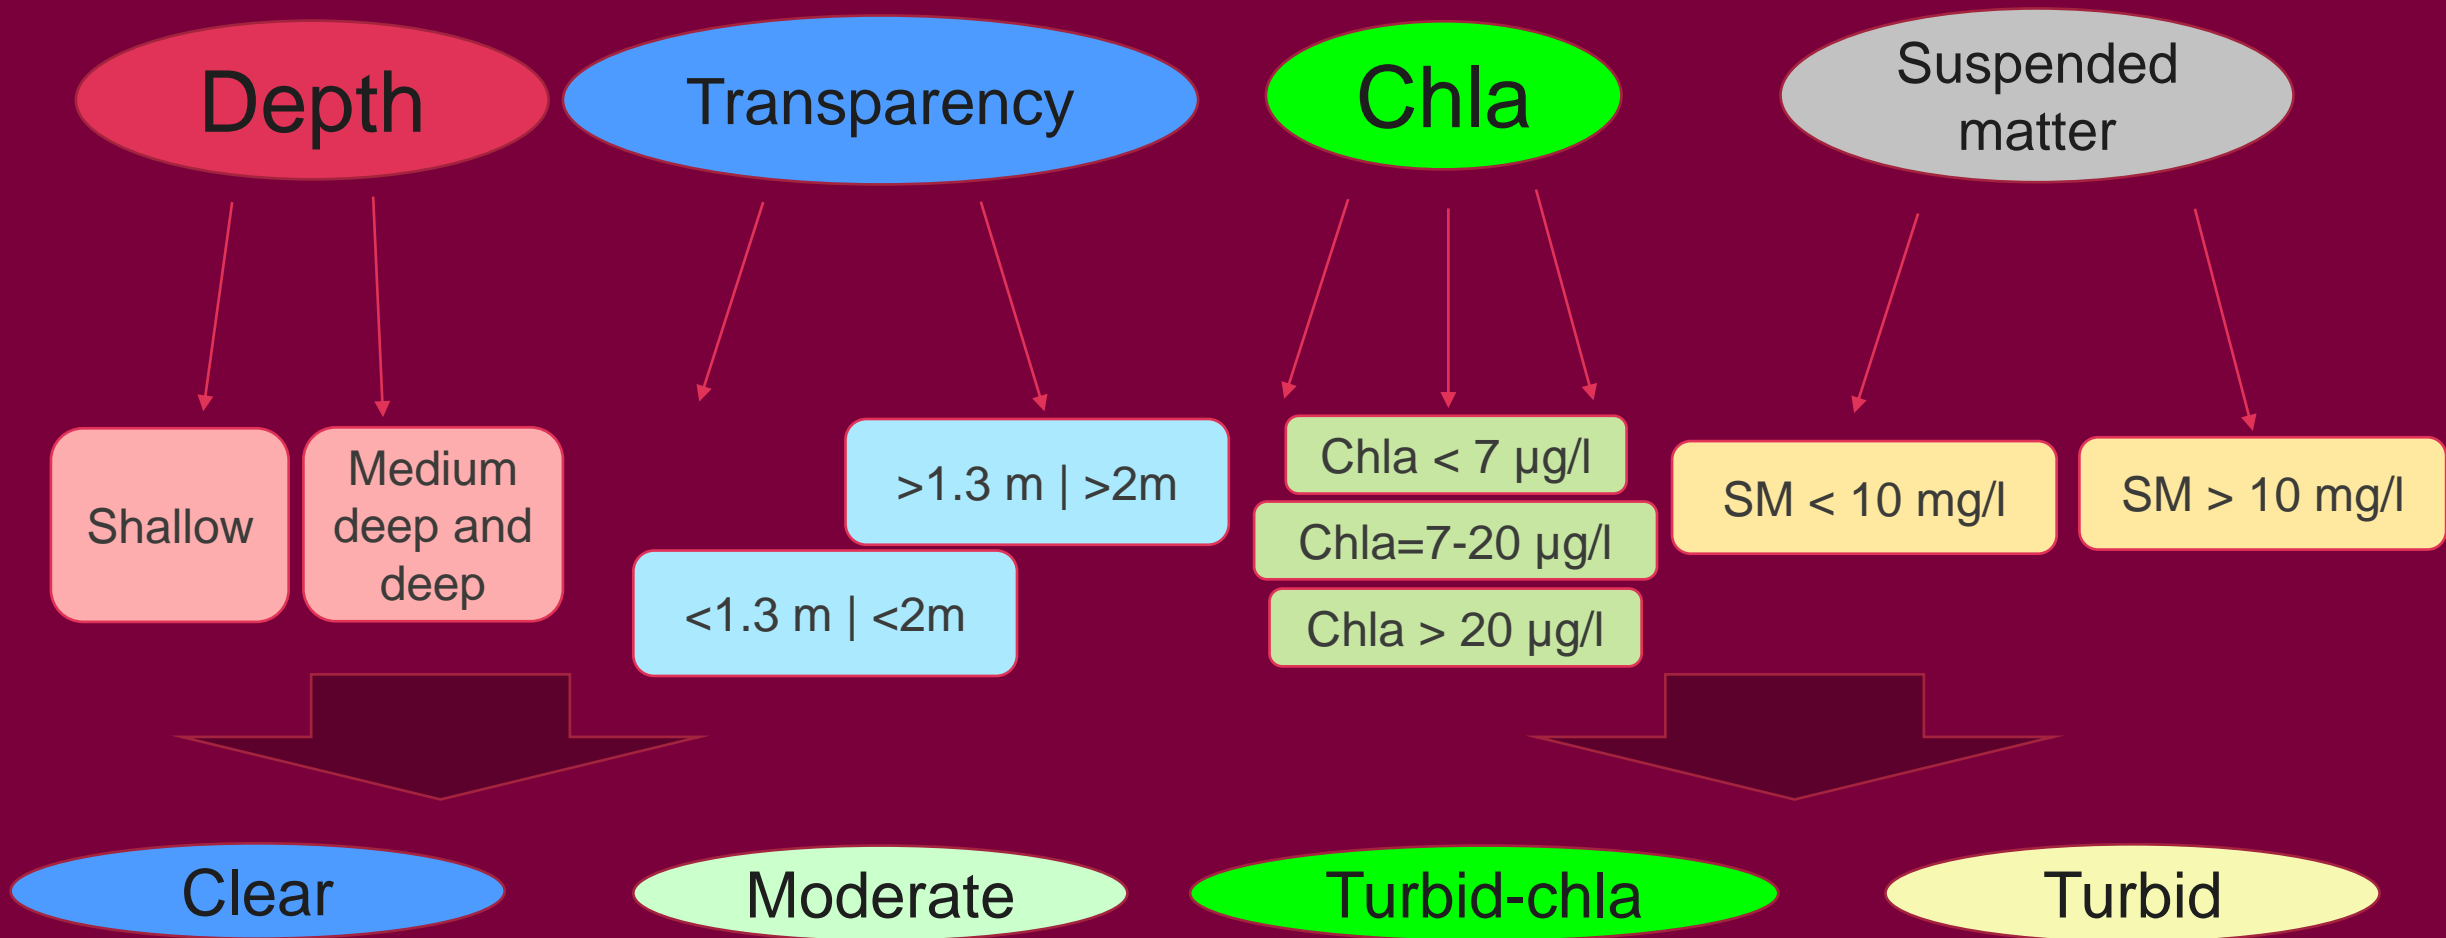 Depth
Transparency
Chla
Suspended
matter
Shallow
Medium
deep and
deep
>1.3 m | >2m
<1.3 m | <2m
Chla < 7 µg/l
Chla=7-20 µg/l
Chla > 20 µg/l
SM < 10 mg/l
SM > 10 mg/l
Clear
Moderate
Turbid-chla
Turbid